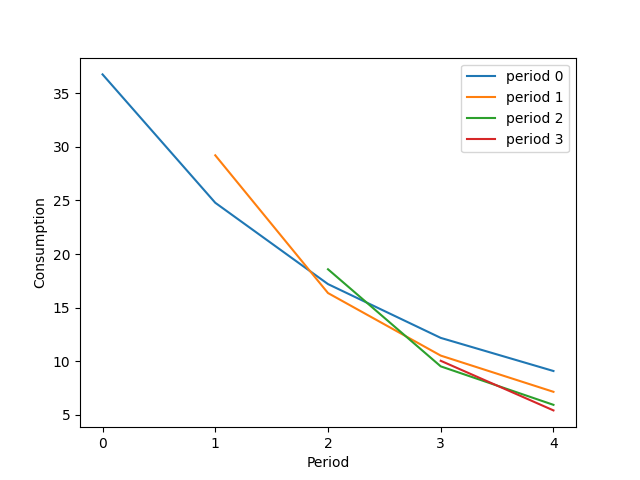 period 0
period 1
period 2
period 3
Consumption
35
30
25
20
15
10
5
0 1 2 3 4
Period